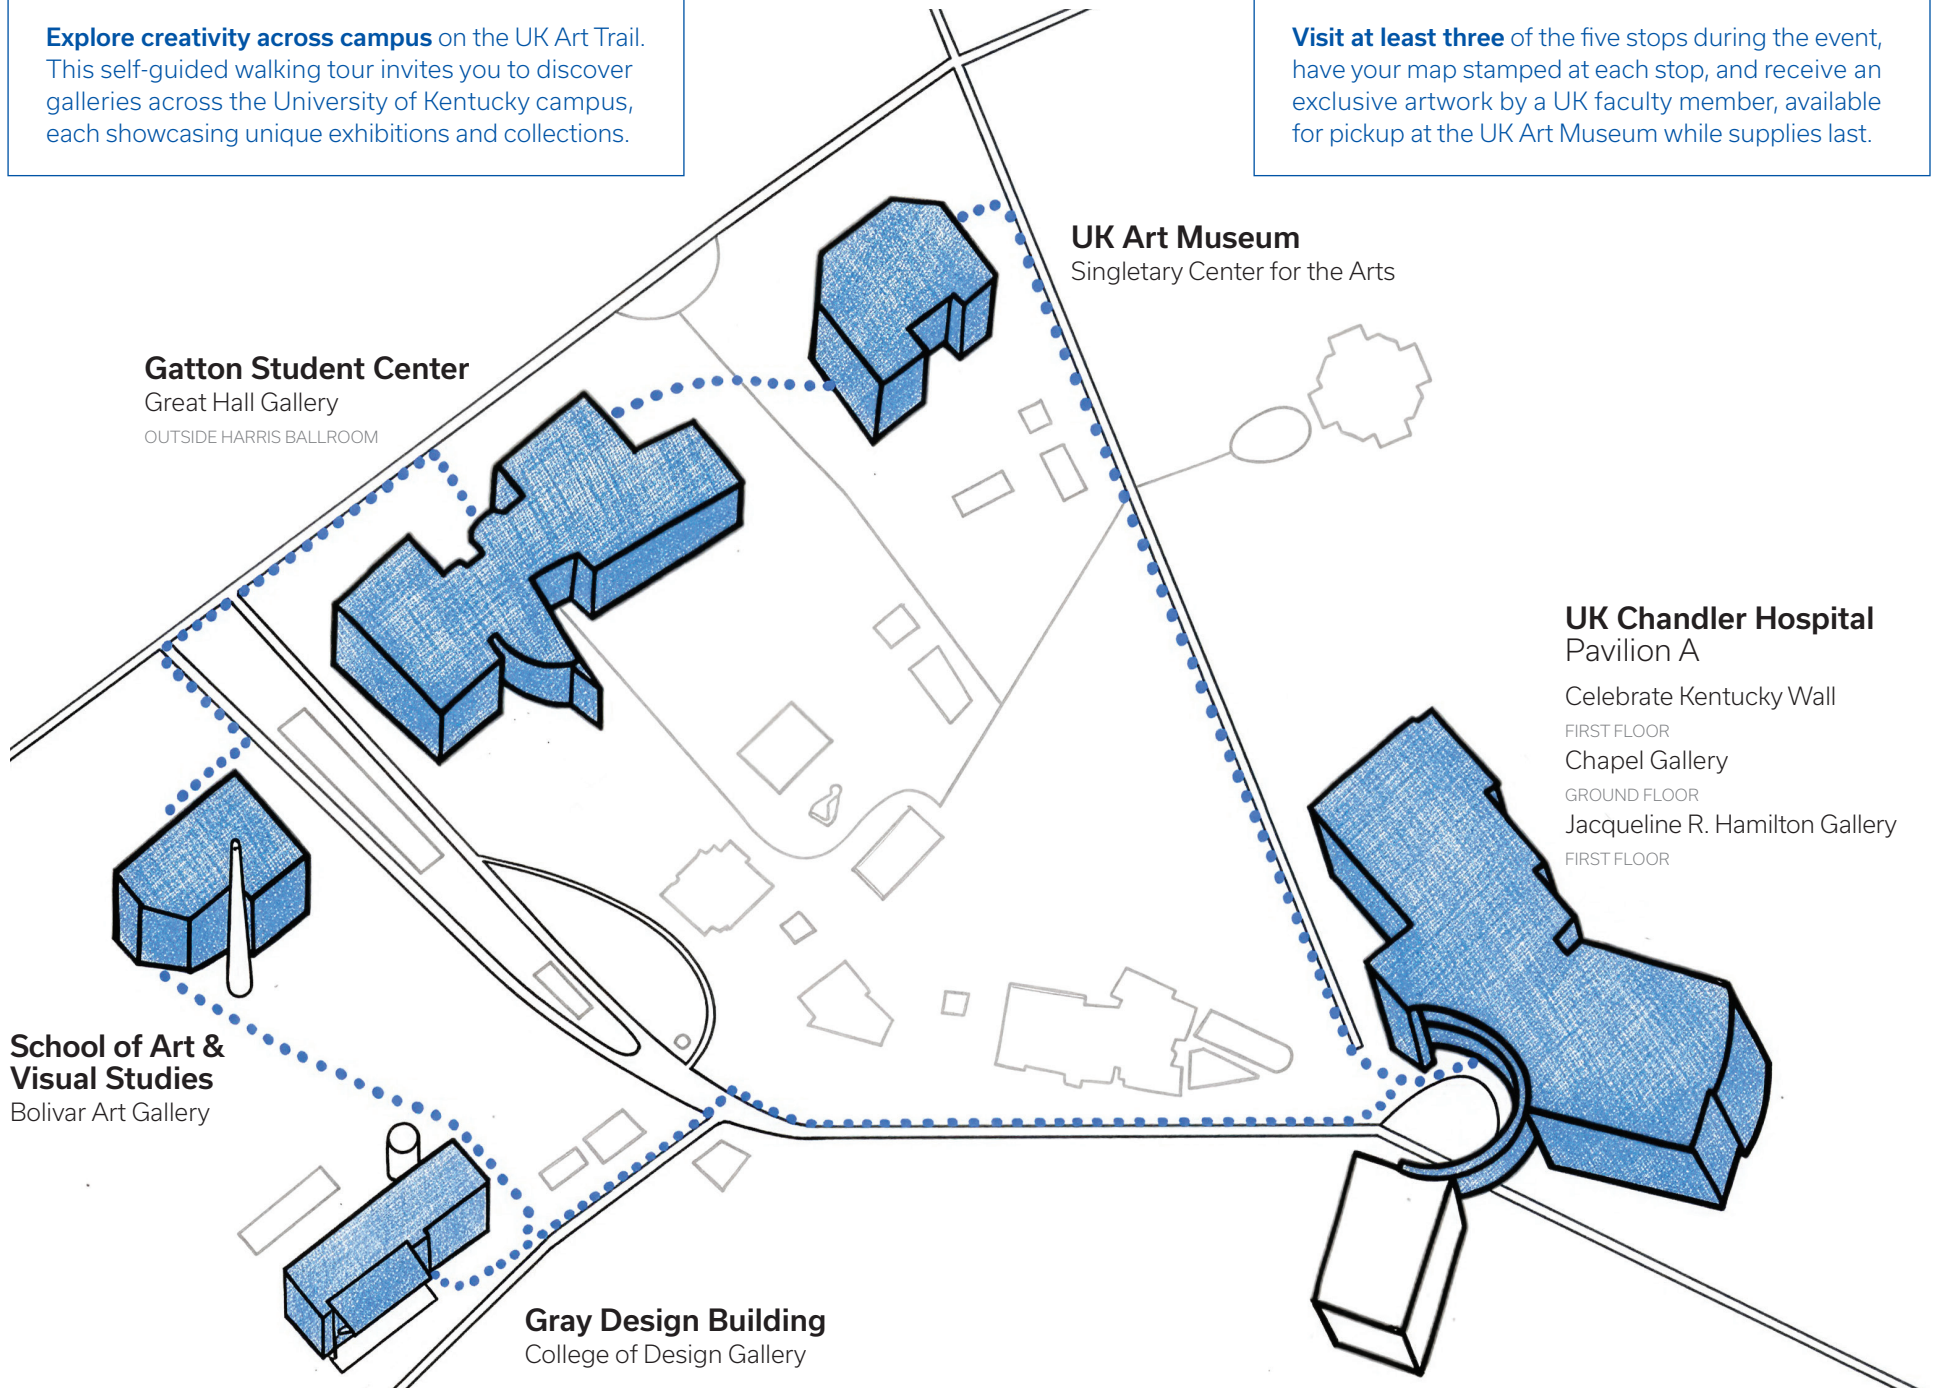 Explore creativity across campus on the UK Art Trail.
This self-guided walking tour invites you to discover
galleries across the University of Kentucky campus,
each showcasing unique exhibitions and collections.
Visit at least three of the five stops during the event,
have your map stamped at each stop, and receive an
exclusive artwork by a UK faculty member, available
for pickup at the UK Art Museum while supplies last.
UK Art Museum
Singletary Center for the Arts
Gatton Student Center
Great Hall Gallery
OUTSIDE HARRIS BALLROOM
UK Chandler Hospital
Pavilion A
Celebrate Kentucky Wall
FIRST FLOOR
Chapel Gallery
GROUND FLOOR
Jacqueline R. Hamilton Gallery
FIRST FLOOR
School of Art &
Visual Studies
Bolivar Art Gallery
Gray Design Building
College of Design Gallery